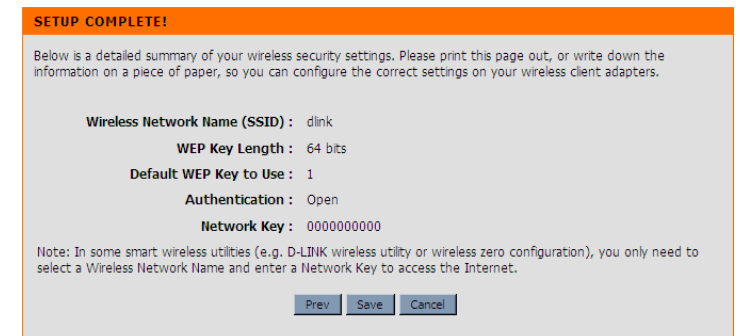 SETUP COMPLETE!
Below is a detailed summary of your wireless security settings. Please print this page out, or write down the
information on a piece of paper, so you can configure the correct settings on your wireless client adapters.
Wireless Network Name (SSID) : dlink
WEP Key Length : 64 bits
Default WEP Key to Use : 1
Authentication : Open
Network Key : 0000000000
Note: In some smart wireless utilities (e.g. D-LINK wireless utility or wireless zero configuration), you only need to
select a Wireless Network Name and enter a Network Key to access the Internet.
Prev Save Cancel